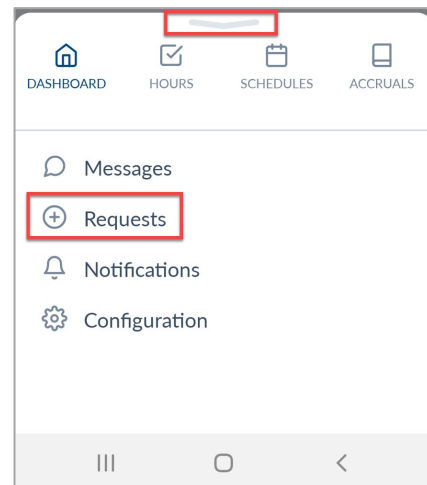 DASHBOARD HOURS SCHEDULES ACCRUALS
Messages
Requests
Notifications
Configuration